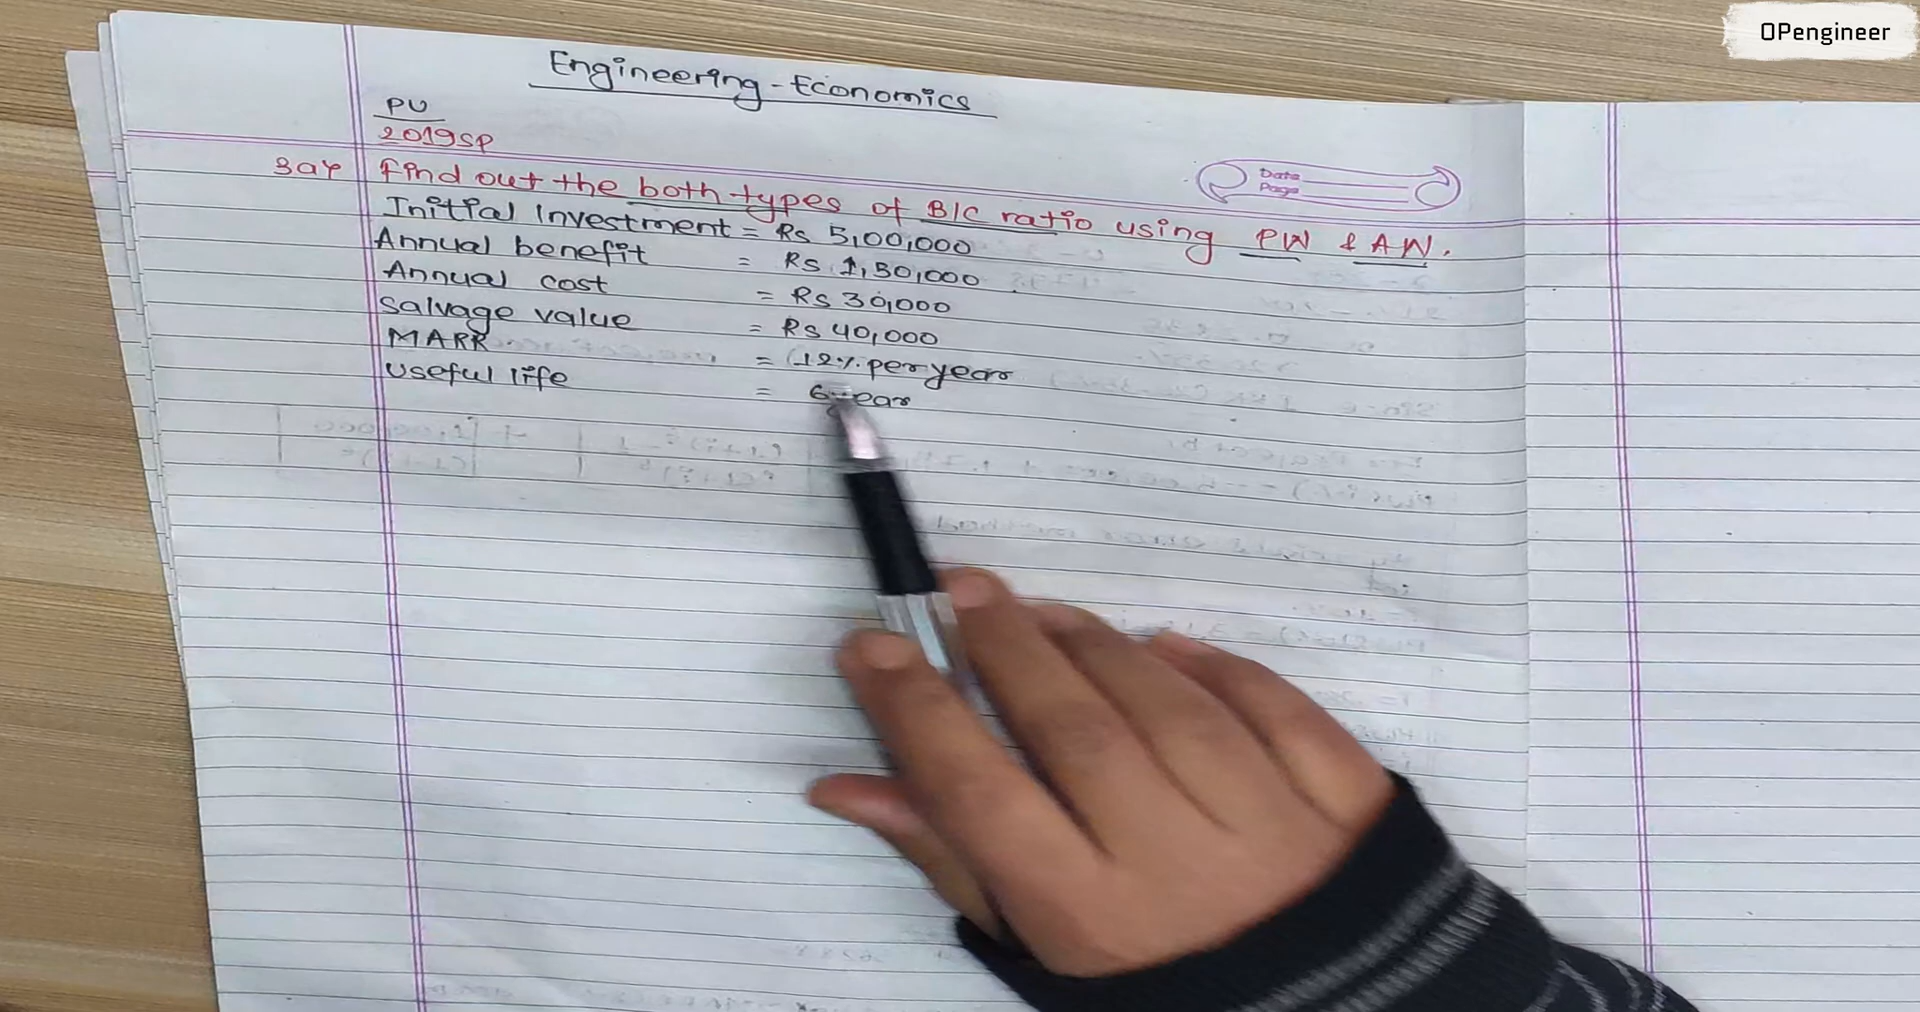 OPengineer
Engineering - Economics
PU
2019SP
Date
Page
3ay find out the both types of B/C ratio using PW & AW.
Initial Investment = Rs 5,00,000
Annual benefit = Rs 1,50,000
Annual cost = Rs 30,000
Salvage value = Rs 40,000
MARR = 12% per year
Useful life = 6 year